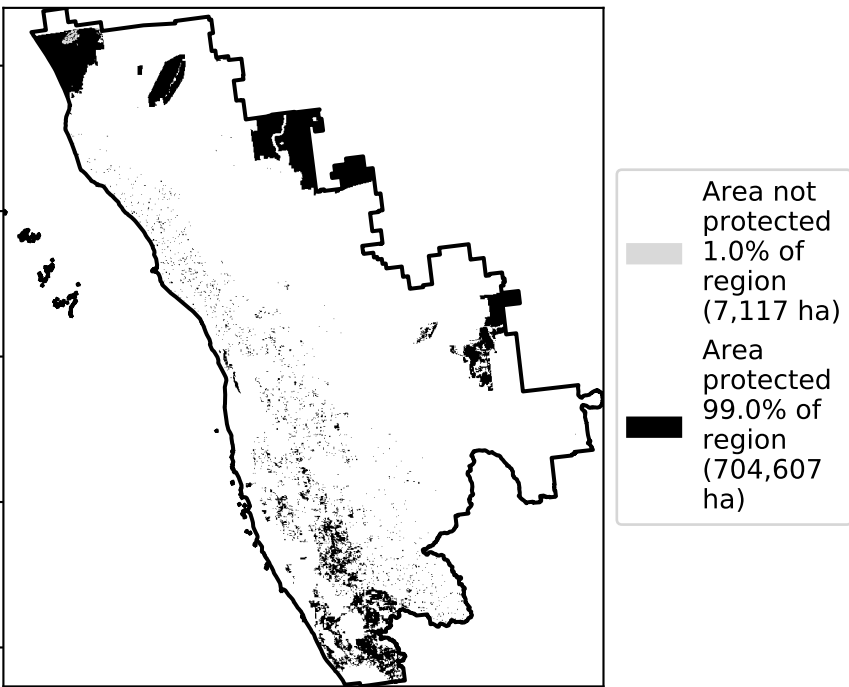 Area not
protected
1.0% of
region
(7,117 ha)
Area
protected
99.0% of
region
(704,607
ha)